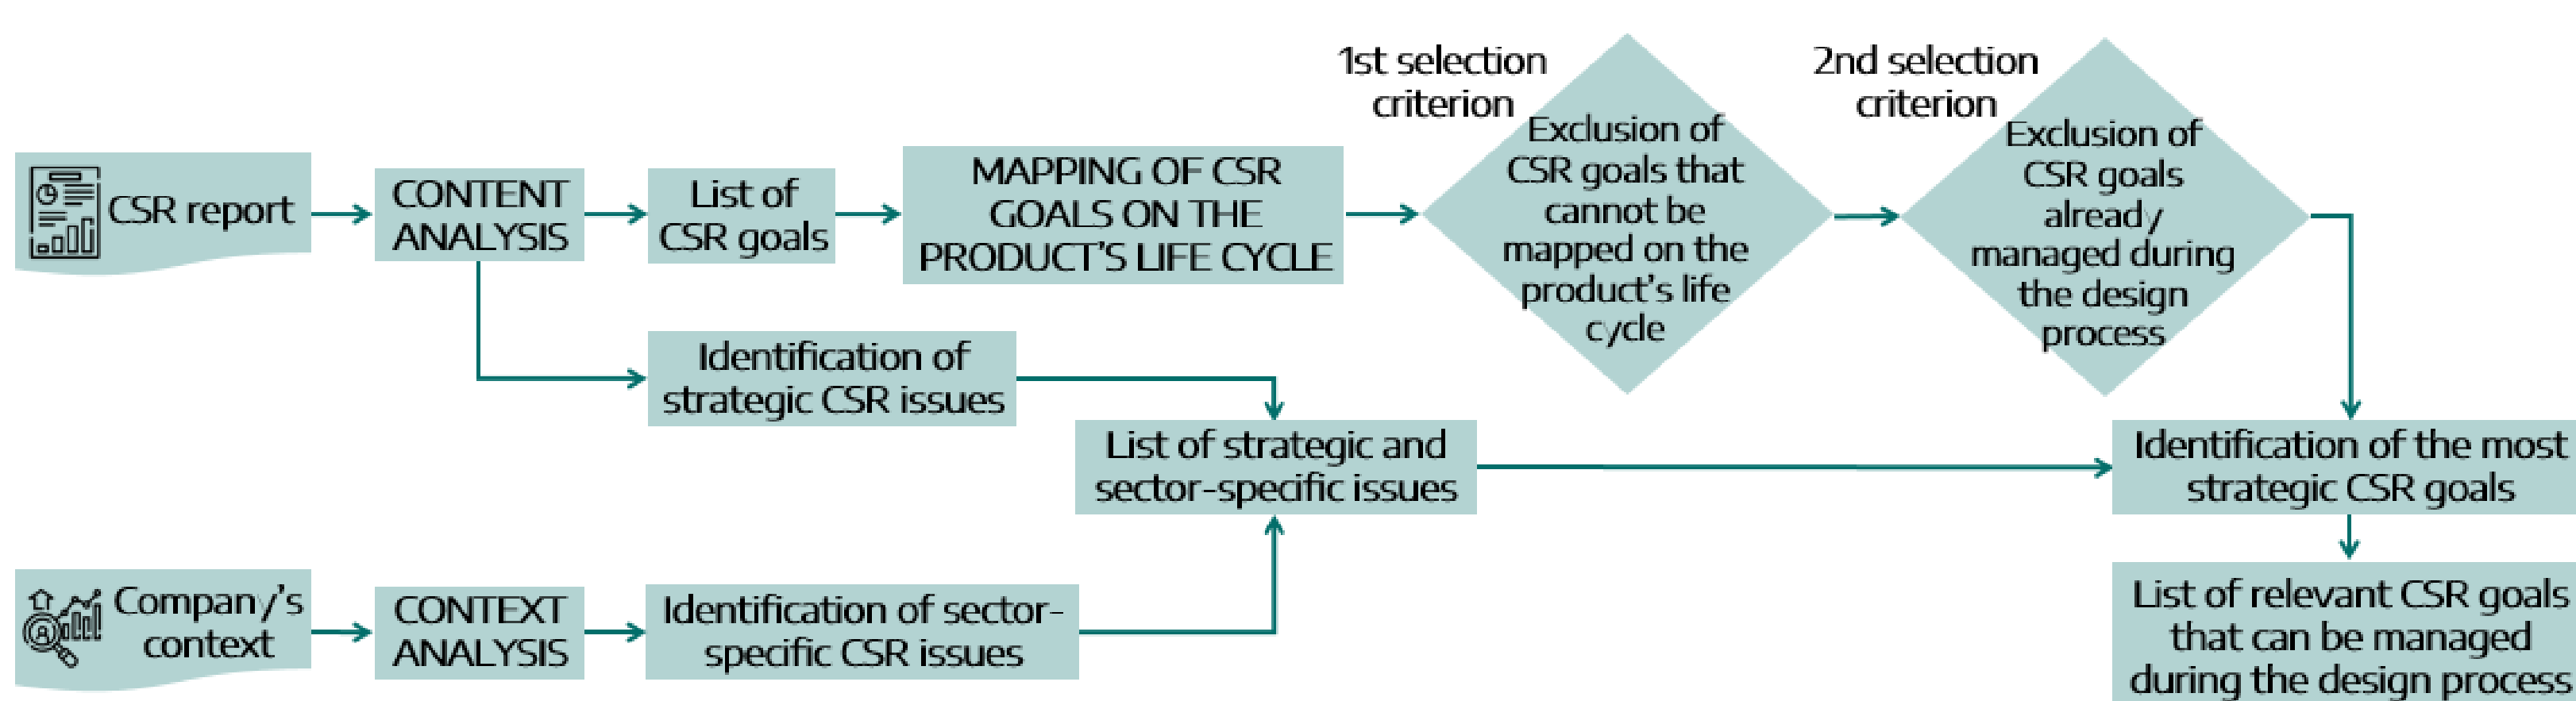 CSR report
CONTENT
ANALYSIS
List of
CSR goals
MAPPING OF CSR
GOALS ON THE
PRODUCT'S LIFE CYCLE
1st selection
criterion
Exclusion of
CSR goals that
cannot be
mapped on the
product's life
cycle
2nd selection
criterion
Exclusion of
CSR goals
already
managed during
the design
process
Identification of
strategic CSR issues
List of strategic and
sector-specific issues
Identification of the most
strategic CSR goals
Company's
context
CONTEXT
ANALYSIS
Identification of sector-
specific CSR issues
List of relevant CSR goals
that can be managed
during the design process